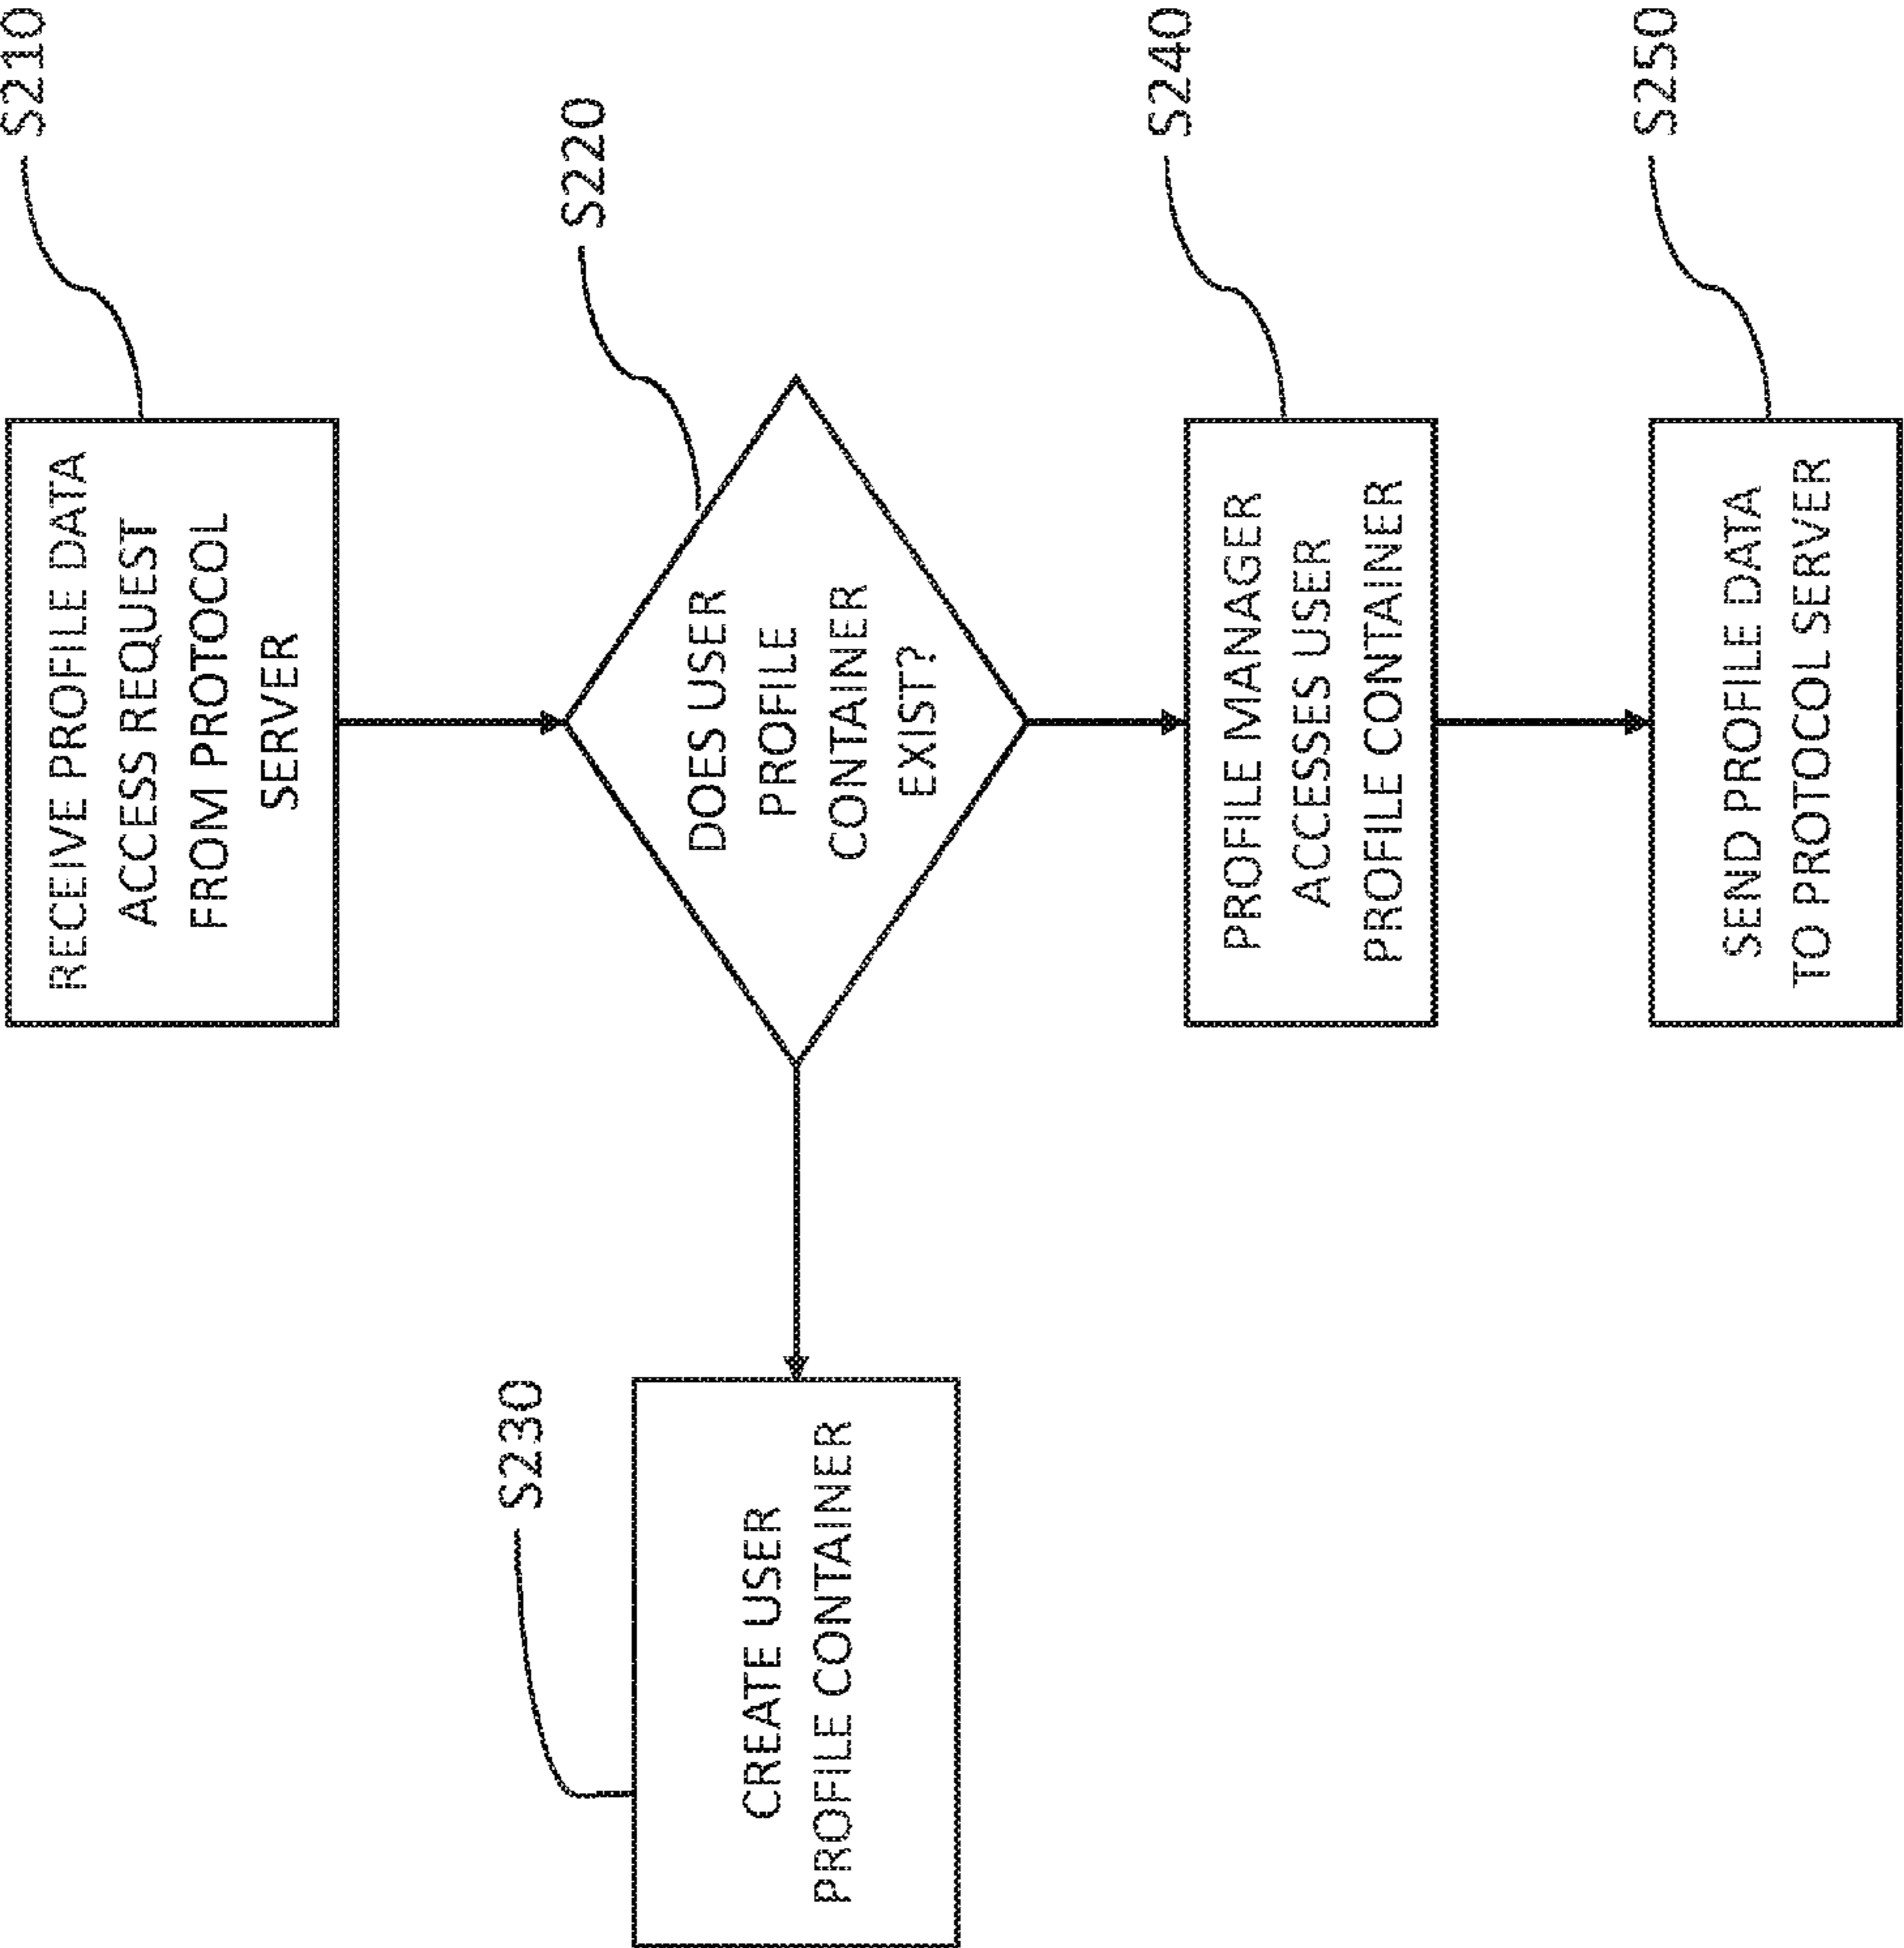 RECEIVE PROFILE DATA
ACCESS REQUEST
FROM PROTOCOL
SERVER
S210
DOES USER
PROFILE
CONTAINER
EXIST?
S220
CREATE USER
PROFILE CONTAINER
S230
PROFILE MANAGER
ACCESSES USER
PROFILE CONTAINER
S240
SEND PROFILE DATA
TO PROTOCOL SERVER
S250